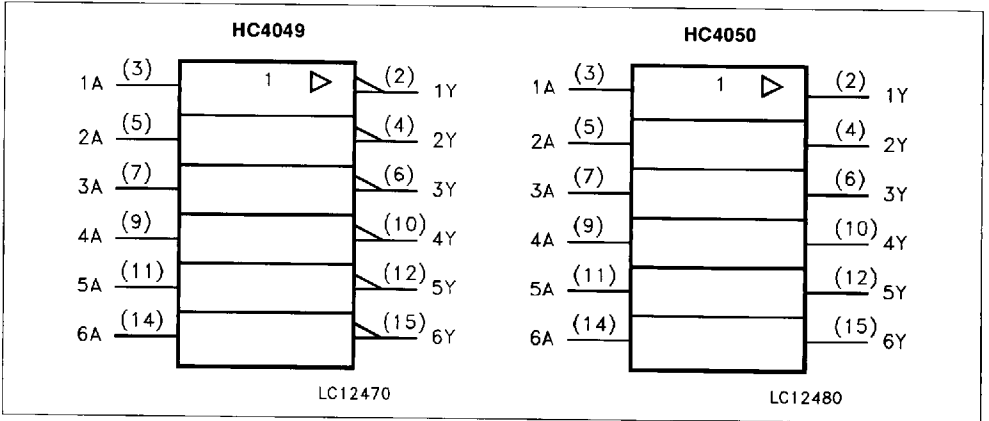 HC4049
1A (3) 1 ▷ (2) 1Y
2A (5) (4) 2Y
3A (7) (6) 3Y
4A (9) (10) 4Y
5A (11) (12) 5Y
6A (14) (15) 6Y
LC12470
HC4050
1A (3) 1 ▷ (2) 1Y
2A (5) (4) 2Y
3A (7) (6) 3Y
4A (9) (10) 4Y
5A (11) (12) 5Y
6A (14) (15) 6Y
LC12480